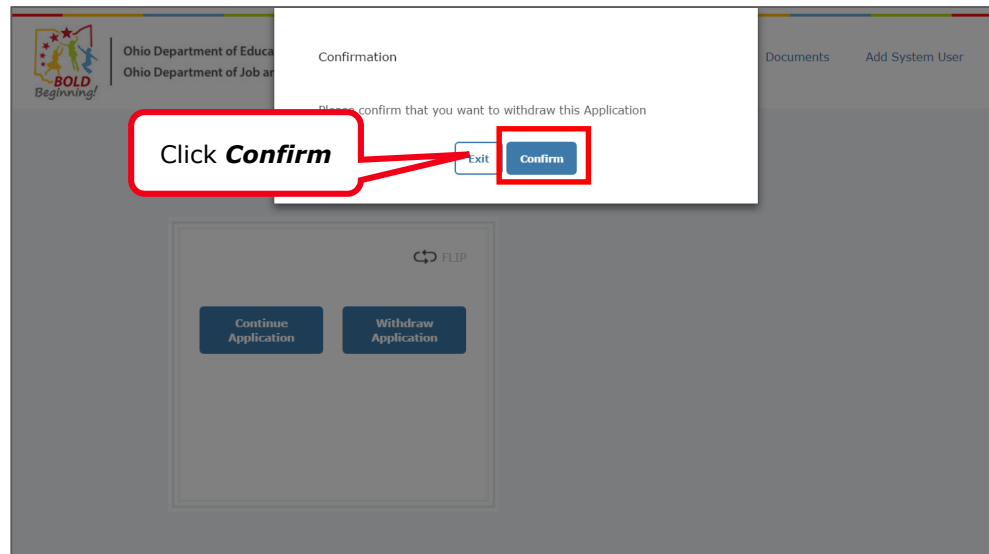 BOLD
Beginning!
Ohio Department of Educa
Ohio Department of Job an
Confirmation
Documents
Add System User
Please confirm that you want to withdraw this Application
Click Confirm
Exit
Confirm
FLIP
Continue
Application
Withdraw
Application